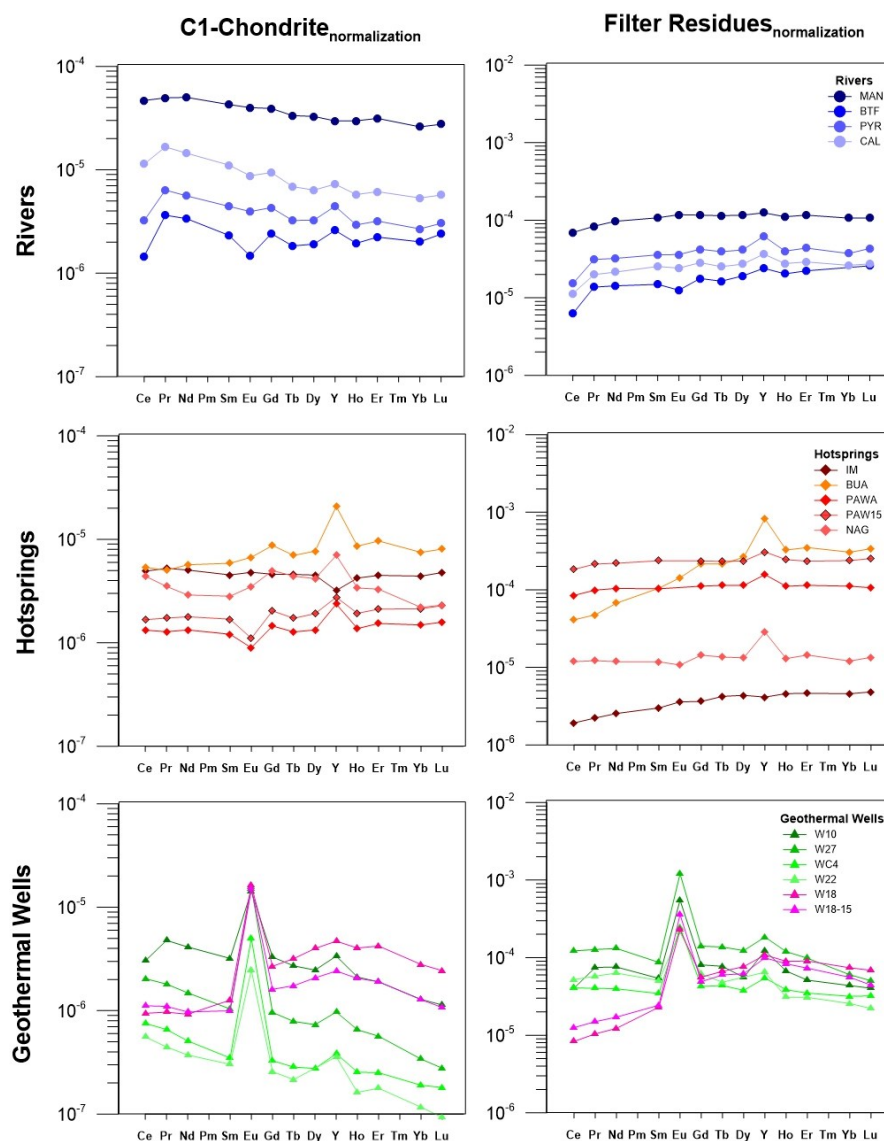 C1-Chondrite normalization
Filter Residues normalization
Rivers
10-4
10-5
10-6
10-7
Ce Pr Nd Pm Sm Eu Gd Tb Dy Y Ho Er Tm Yb Lu
10-2
10-3
10-4
10-5
10-6
Rivers
MAN
BTF
PYR
CAL
Ce Pr Nd Pm Sm Eu Gd Tb Dy Y Ho Er Tm Yb Lu
Hotsprings
10-4
10-5
10-6
10-7
Ce Pr Nd Pm Sm Eu Gd Tb Dy Y Ho Er Tm Yb Lu
10-2
10-3
10-4
10-5
10-6
Hotsprings
IM
BUA
PAWA
PAW15
NAG
Ce Pr Nd Pm Sm Eu Gd Tb Dy Y Ho Er Tm Yb Lu
Geothermal Wells
10-4
10-5
10-6
10-7
Ce Pr Nd Pm Sm Eu Gd Tb Dy Y Ho Er Tm Yb Lu
10-2
10-3
10-4
10-5
10-6
Geothermal Wells
W10
W27
WC4
W22
W18
W18-15
Ce Pr Nd Pm Sm Eu Gd Tb Dy Y Ho Er Tm Yb Lu